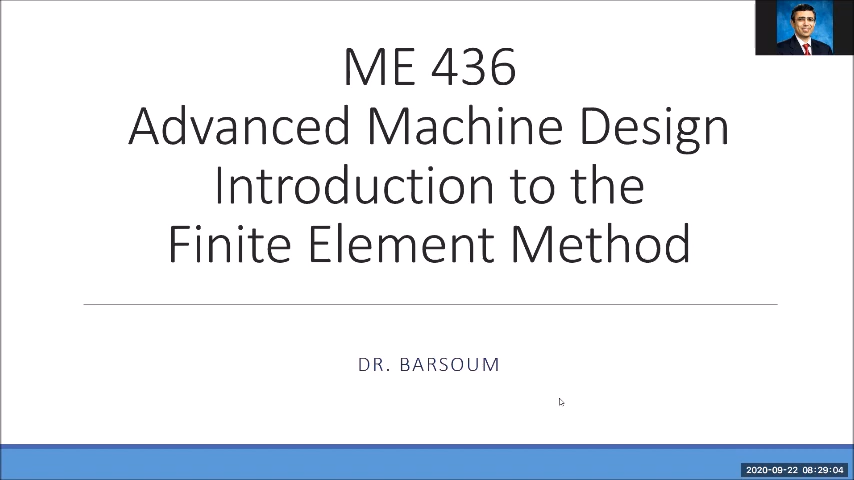 ME 436
Advanced Machine Design
Introduction to the
Finite Element Method
DR. BARSOUM
2020-09-22 08:29:04